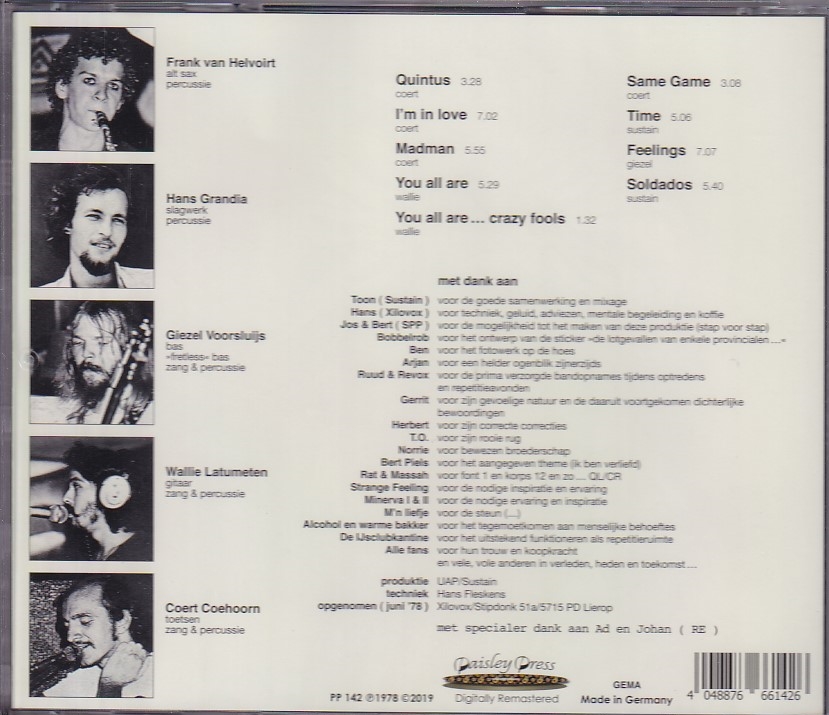 Frank van Helvoirt
alt sax
percussie
Hans Grandia
slagwerk
percussie
Giezel Voorsluijs
bas
»fretless« bas
zang & percussie
Wallie Latumeten
gitaar
zang & percussie
Coert Coehoorn
toetsen
zang & percussie
Quintus 3.28
coert
I'm in love 7.02
coert
Madman 5.55
coert
You all are 5.29
wallie
You all are ... crazy fools 1.32
wallie
Same Game 3.08
coert
Time 5.06
sustain
Feelings 7.07
giezel
Soldados 5.40
sustain
met dank aan
Toon ( Sustain ) voor de goede samenwerking en mixage
Hans ( Xilovox ) voor techniek, geluid, adviezen, mentale begeleiding en koffie
Jos & Bert ( SPP ) voor de mogelijkheid tot het maken van deze produktie (stap voor stap)
Bobbelrob voor het ontwerp van de sticker »de lotgevallen van enkele provincialen ...«
Ben voor het fotowerk op de hoes
Arjan voor een helder ogenblik zijnerzijds
Ruud & Revox voor de prima verzorgde bandopnames tijdens optredens
en repetitieavonden
Gerrit voor zijn gevoelige natuur en de daaruit voortgekomen dichterlijke
bewoordingen
Herbert voor zijn correcte correcties
T.O. voor zijn rooie rug
Norrie voor bewezen broederschap
Bert Piels voor het aangegeven theme (ik ben verliefd)
Rat & Massah voor font 1 en korps 12 en zo ... QL/CR
Strange Feeling voor de nodige inspiratie en ervaring
Minerva I & II voor de nodige ervaring en inspiratie
M'n liefje voor de steun (...)
Alcohol en warme bakker voor het tegemoetkomen aan menselijke behoeftes
De IJsclubkantine voor het uitstekend funktioneren als repetitieruimte
Alle fans voor hun trouw en koopkracht
en vele, vole anderen in verleden, heden en toekomst ...
produktie UAP/Sustain
techniek Hans Fleskens
opgenomen ( juni '78 ) Xilovox/Stipdonk 51a/5715 PD Lierop
met specialer dank aan Ad en Johan ( RE )
Paisley Press
Digitally Remastered
PP 142 ℗1978 ©2019
GEMA
Made in Germany
4 048876 661426